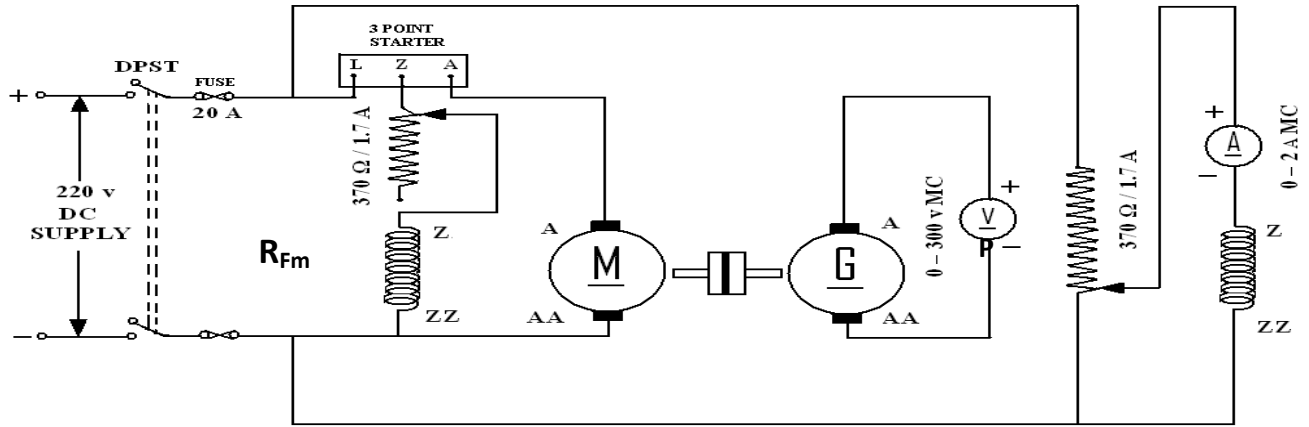 3 POINT
STARTER
L Z A
DPST
FUSE
20 A
+
370 Ω / 1.7 A
220 v
DC
SUPPLY
R_Fm
Z.
ZZ
−
A
M
AA
A
G
AA
0 – 300 v MC
+
V
P
−
370 Ω / 1.7 A
+
A
−
0 – 2 AMC
Z
ZZ